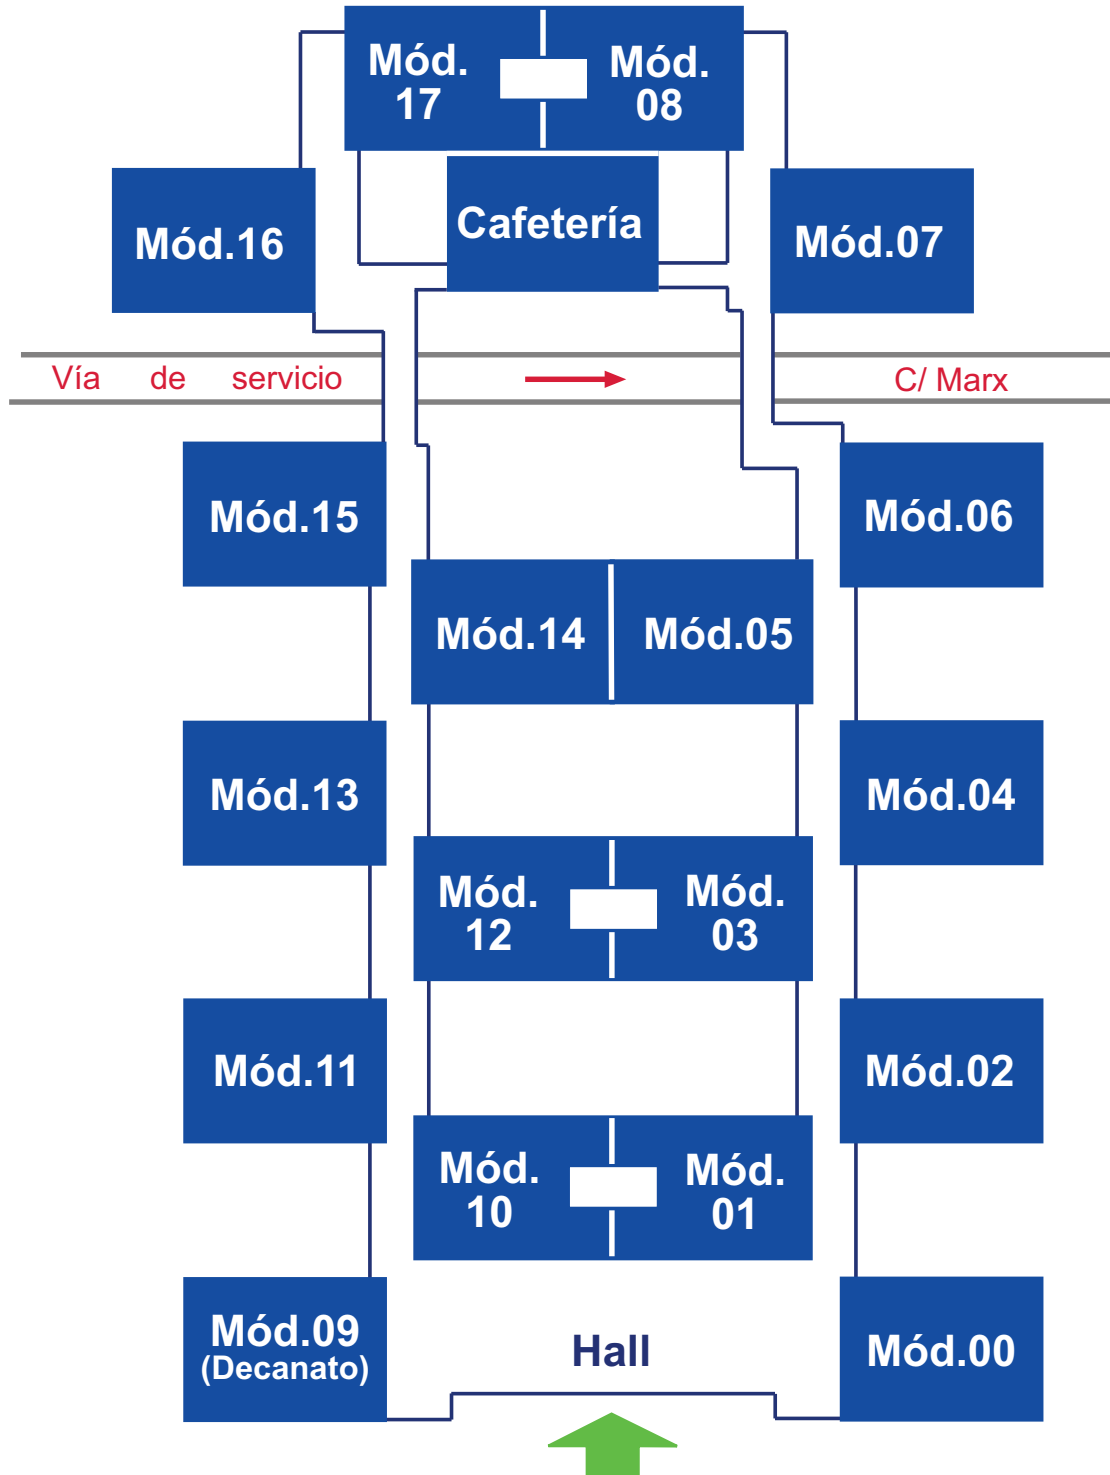 Mód.
17
Mód.
08
Cafetería
Mód.16
Mód.07
Vía de servicio
C/ Marx
Mód.15
Mód.06
Mód.14
Mód.05
Mód.13
Mód.04
Mód.
12
Mód.
03
Mód.11
Mód.02
Mód.
10
Mód.
01
Mód.09
(Decanato)
Hall
Mód.00